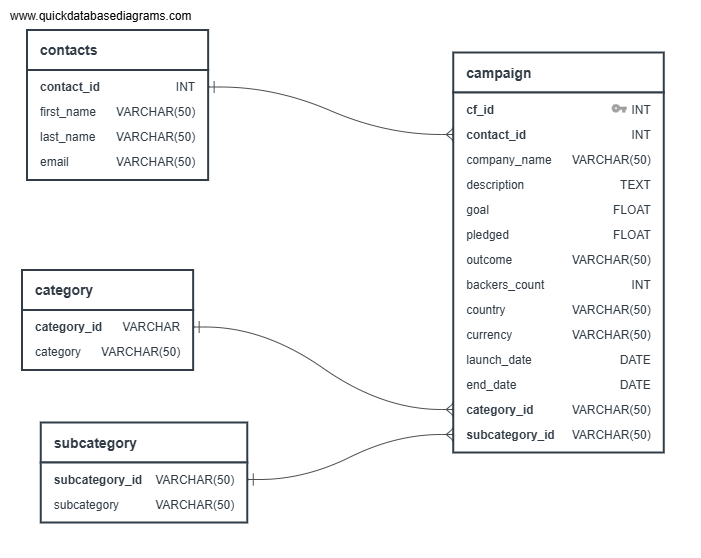 www.quickdatabasediagrams.com
contacts
contact_id INT
first_name VARCHAR(50)
last_name VARCHAR(50)
email VARCHAR(50)
campaign
cf_id INT
contact_id INT
company_name VARCHAR(50)
description TEXT
goal FLOAT
pledged FLOAT
outcome VARCHAR(50)
backers_count INT
country VARCHAR(50)
currency VARCHAR(50)
launch_date DATE
end_date DATE
category_id VARCHAR(50)
subcategory_id VARCHAR(50)
category
category_id VARCHAR
category VARCHAR(50)
subcategory
subcategory_id VARCHAR(50)
subcategory VARCHAR(50)